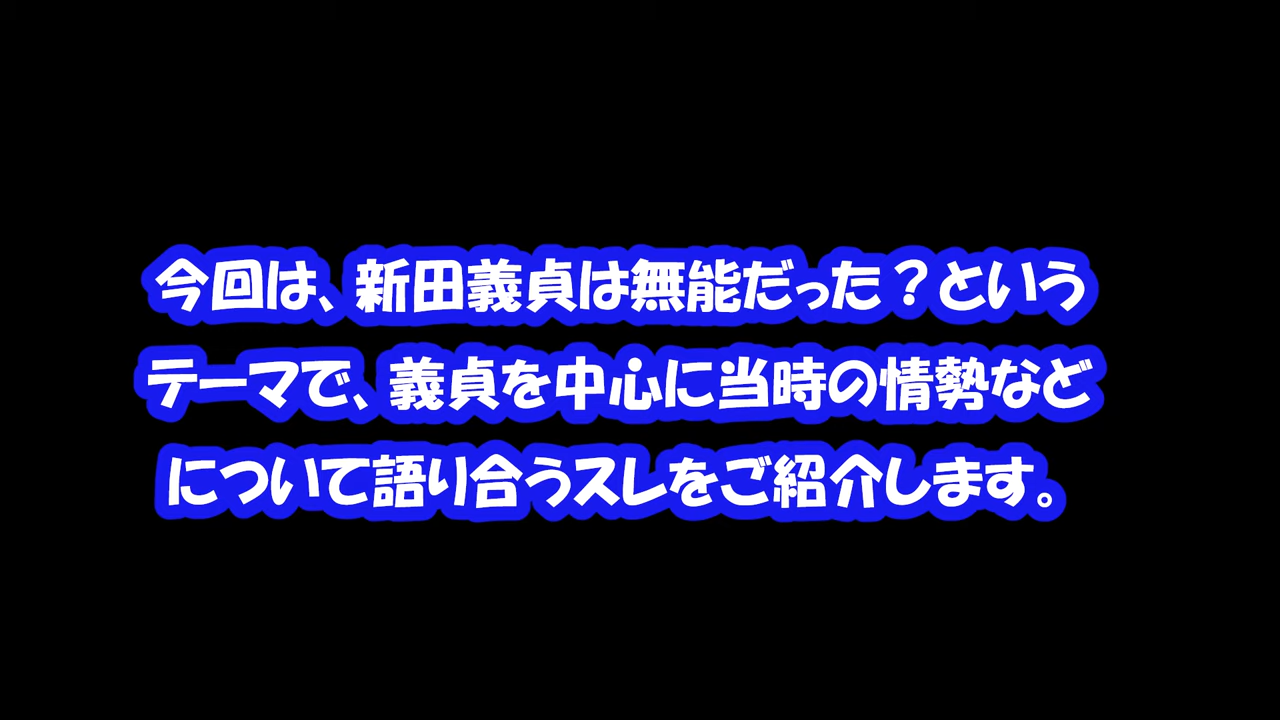 今回は、新田義貞は無能だった？という
テーマで、義貞を中心に当時の情勢など
について語り合うスレをご紹介します。